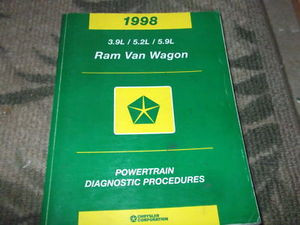 1998
3.9L / 5.2L / 5.9L
Ram Van Wagon
POWERTRAIN
DIAGNOSTIC PROCEDURES
CHRYSLER
CORPORATION